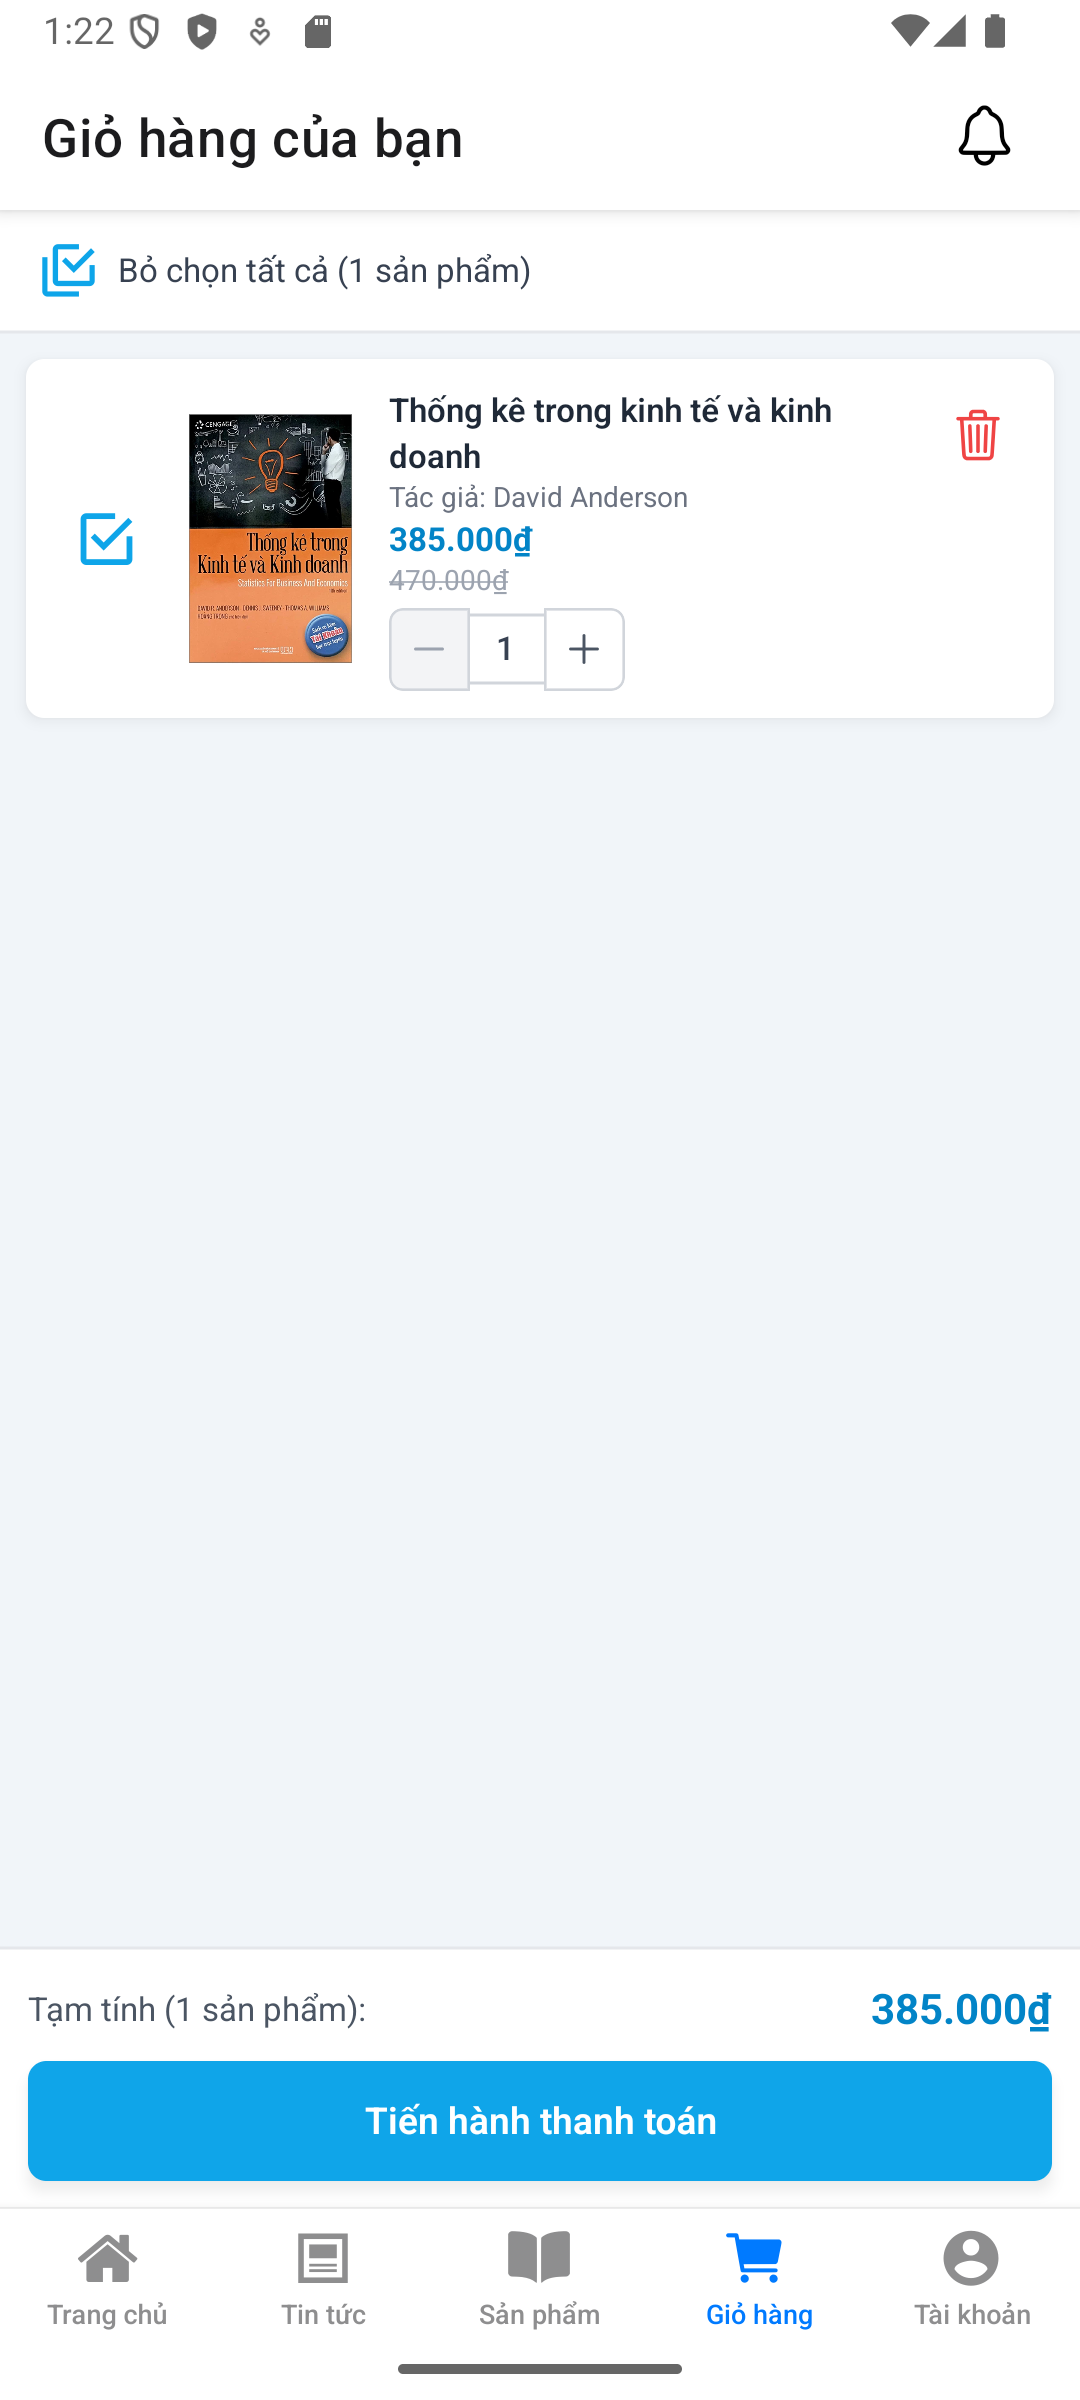 1:22
Giỏ hàng của bạn
Bỏ chọn tất cả (1 sản phẩm)
CENGAGE
Thống kê trong
Kinh tế và Kinh doanh
Statistics For Business And Economics
Thống kê trong kinh tế và kinh
doanh
Tác giả: David Anderson
385.000₫
470.000₫
1
Tạm tính (1 sản phẩm):
385.000₫
Tiến hành thanh toán
Trang chủ
Tin tức
Sản phẩm
Giỏ hàng
Tài khoản